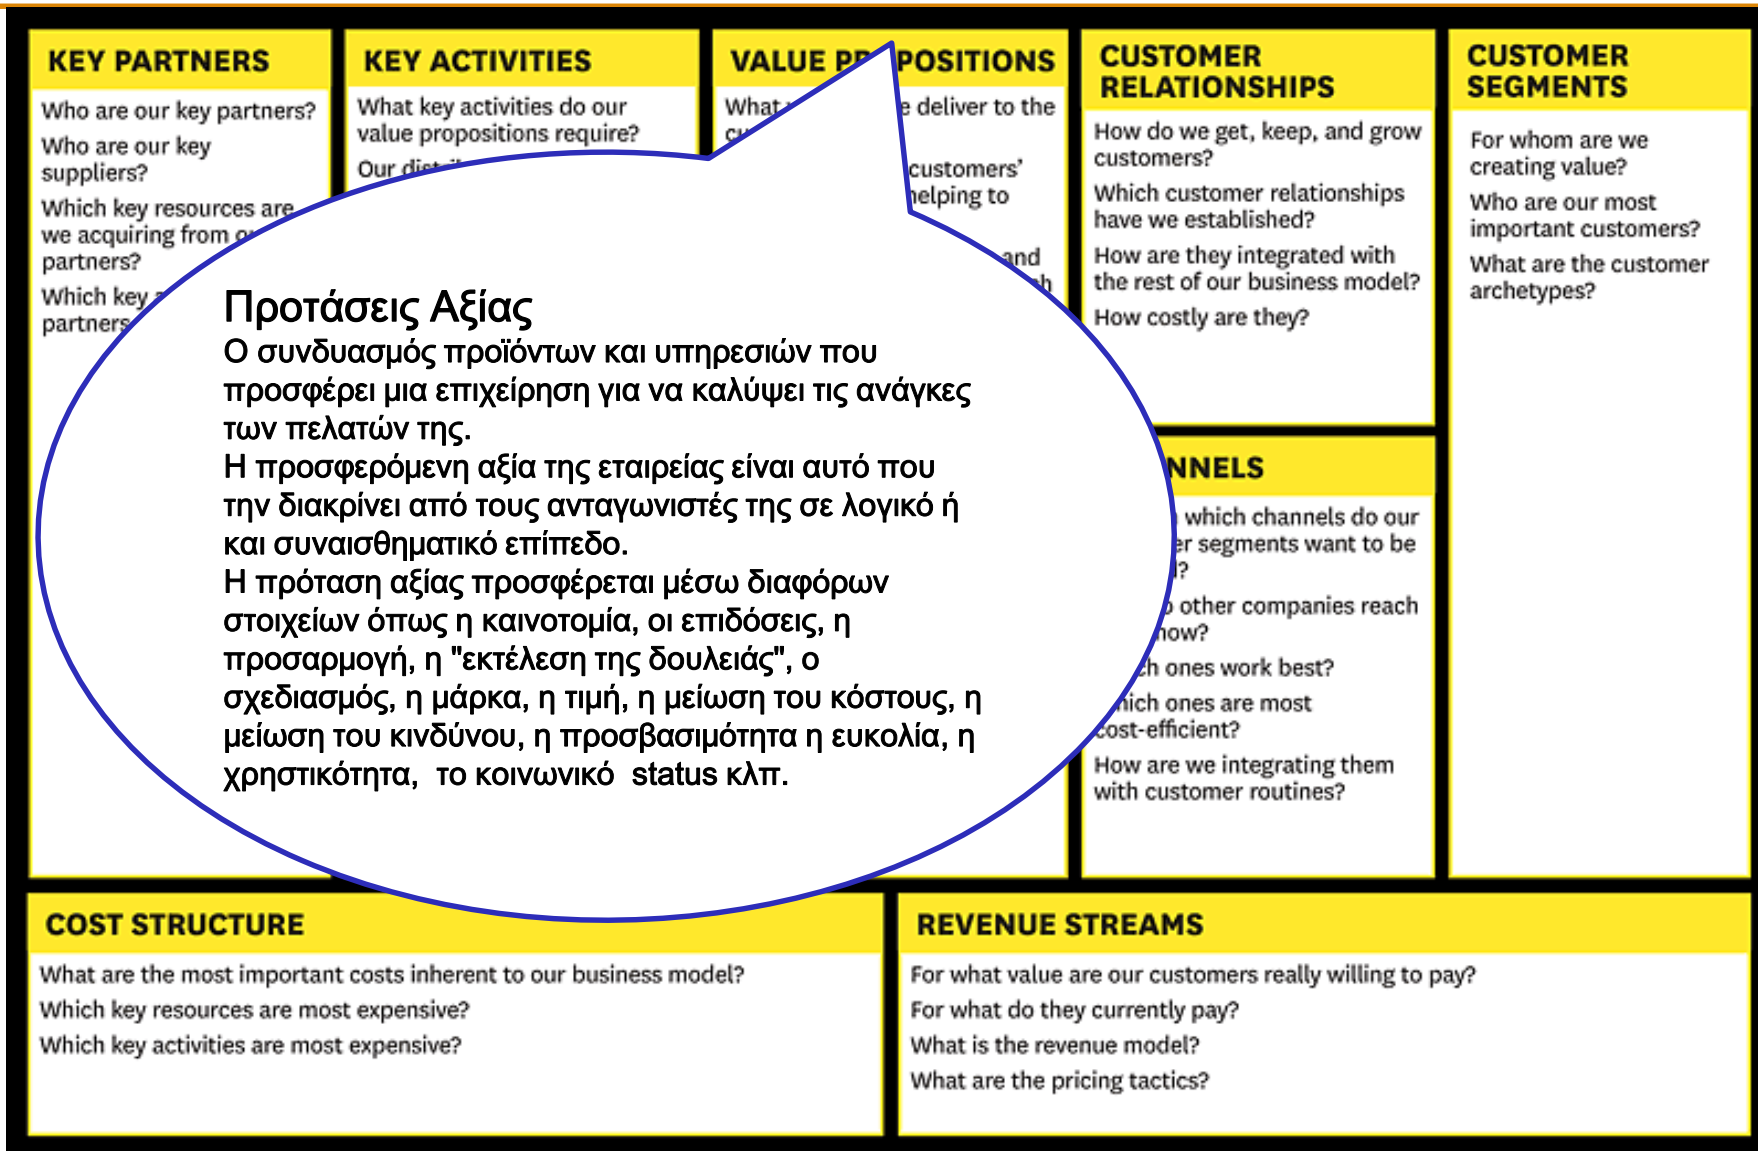 KEY PARTNERS
Who are our key partners?
Who are our key
suppliers?
Which key resources are
we acquiring from
partners?
Which key
partners
KEY ACTIVITIES
What key activities do our
value propositions require?
Our
VALUE PROPOSITIONS
What deliver to the
customers'
helping to
and
CUSTOMER
RELATIONSHIPS
How do we get, keep, and grow
customers?
Which customer relationships
have we established?
How are they integrated with
the rest of our business model?
How costly are they?
CUSTOMER
SEGMENTS
For whom are we
creating value?
Who are our most
important customers?
What are the customer
archetypes?
Προτάσεις Αξίας
Ο συνδυασμός προϊόντων και υπηρεσιών που
προσφέρει μια επιχείρηση για να καλύψει τις ανάγκες
των πελατών της.
Η προσφερόμενη αξία της εταιρείας είναι αυτό που
την διακρίνει από τους ανταγωνιστές της σε λογικό ή
και συναισθηματικό επίπεδο.
Η πρόταση αξίας προσφέρεται μέσω διαφόρων
στοιχείων όπως η καινοτομία, οι επιδόσεις, η
προσαρμογή, η "εκτέλεση της δουλειάς", ο
σχεδιασμός, η μάρκα, η τιμή, η μείωση του κόστους, η
μείωση του κινδύνου, η προσβασιμότητα η ευκολία, η
χρηστικότητα, το κοινωνικό status κλπ.
which channels do our
segments want to be
other companies reach
now?
ones work best?
Which ones are most
cost-efficient?
How are we integrating them
with customer routines?
COST STRUCTURE
What are the most important costs inherent to our business model?
Which key resources are most expensive?
Which key activities are most expensive?
REVENUE STREAMS
For what value are our customers really willing to pay?
For what do they currently pay?
What is the revenue model?
What are the pricing tactics?